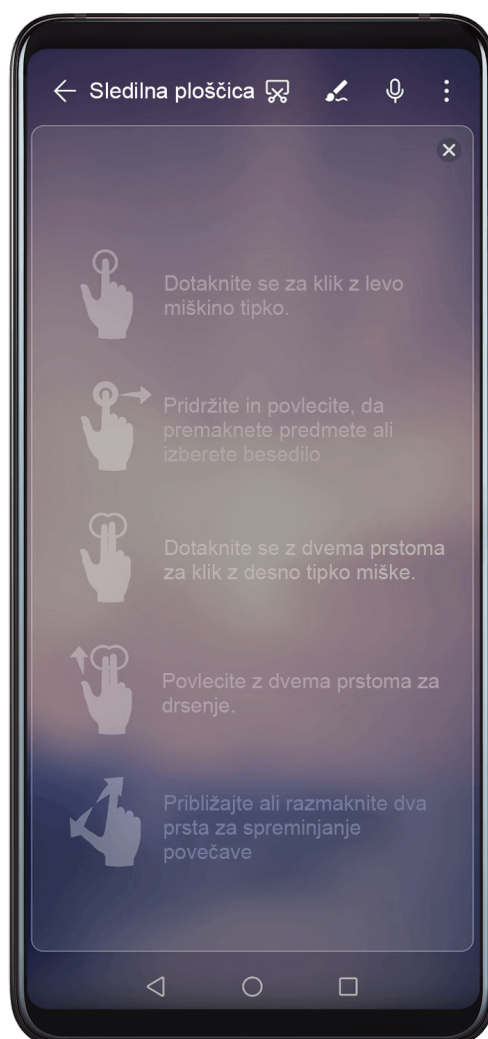 Sledilna ploščica
Dotaknite se za klik z levo
miškino tipko.
Pridržite in povlecite, da
premaknete predmete ali
izberete besedilo
Dotaknite se z dvema prstoma
za klik z desno tipko miške.
Povlecite z dvema prstoma za
drsenje.
Približajte ali razmaknite dva
prsta za spreminjanje
povečave